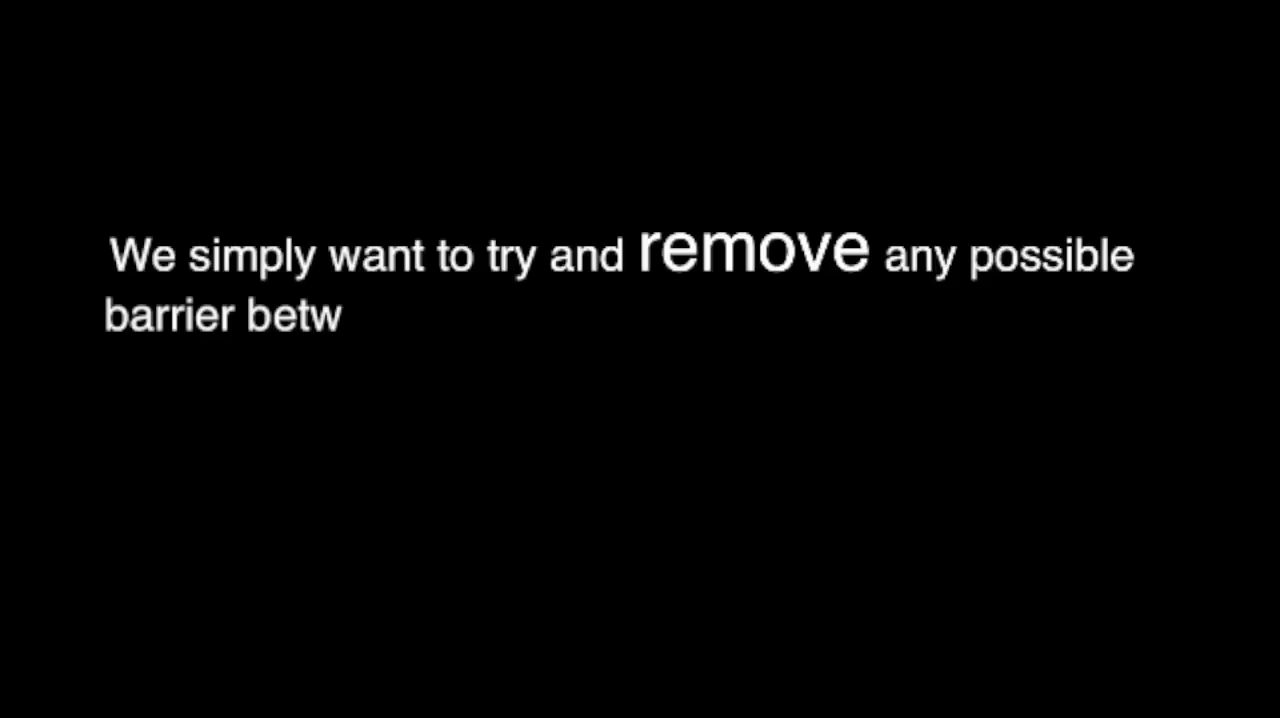 We simply want to try and remove any possible
barrier betw